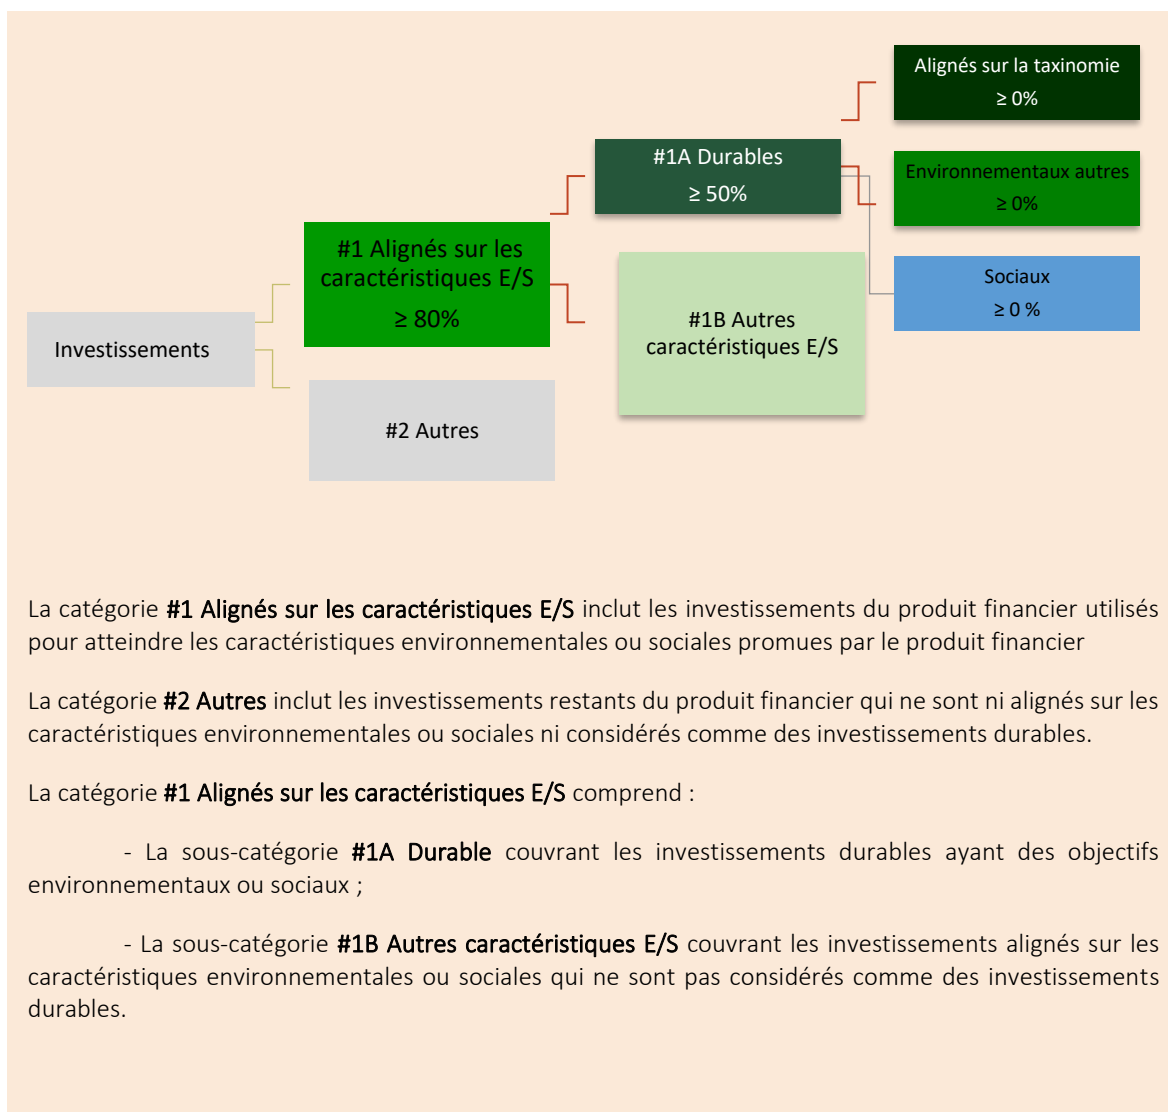 Alignés sur la taxinomie
≥ 0%
#1A Durables
≥ 50%
Environnementaux autres
≥ 0%
#1 Alignés sur les
caractéristiques E/S
≥ 80%
Sociaux
≥ 0 %
#1B Autres
caractéristiques E/S
Investissements
#2 Autres
La catégorie #1 Alignés sur les caractéristiques E/S inclut les investissements du produit financier utilisés
pour atteindre les caractéristiques environnementales ou sociales promues par le produit financier
La catégorie #2 Autres inclut les investissements restants du produit financier qui ne sont ni alignés sur les
caractéristiques environnementales ou sociales ni considérés comme des investissements durables.
La catégorie #1 Alignés sur les caractéristiques E/S comprend :
- La sous-catégorie #1A Durable couvrant les investissements durables ayant des objectifs
environnementaux ou sociaux ;
- La sous-catégorie #1B Autres caractéristiques E/S couvrant les investissements alignés sur les
caractéristiques environnementales ou sociales qui ne sont pas considérés comme des investissements
durables.